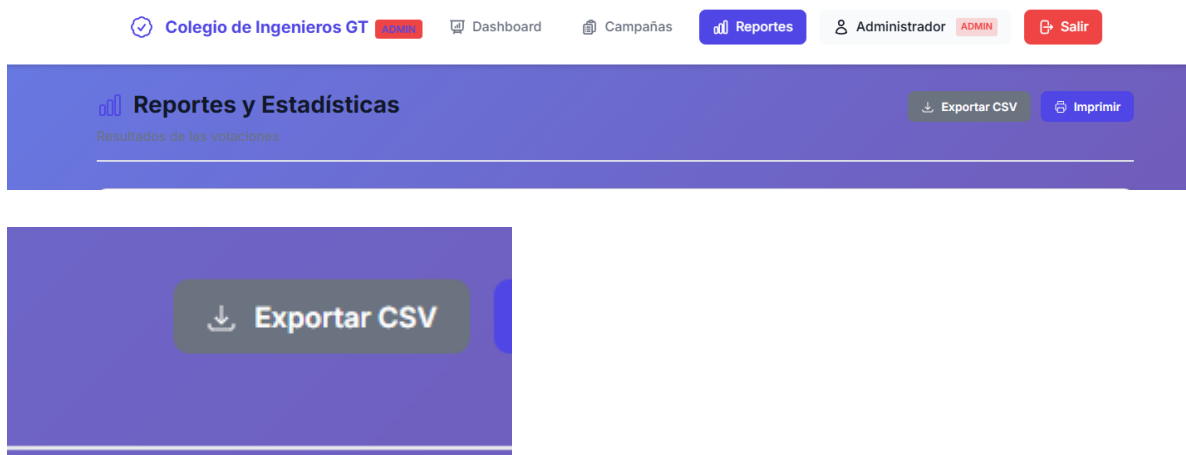 Colegio de Ingenieros GT ADMIN Dashboard Campañas Reportes Administrador ADMIN Salir
Reportes y Estadísticas Exportar CSV Imprimir
Resultados de las votaciones
Exportar CSV